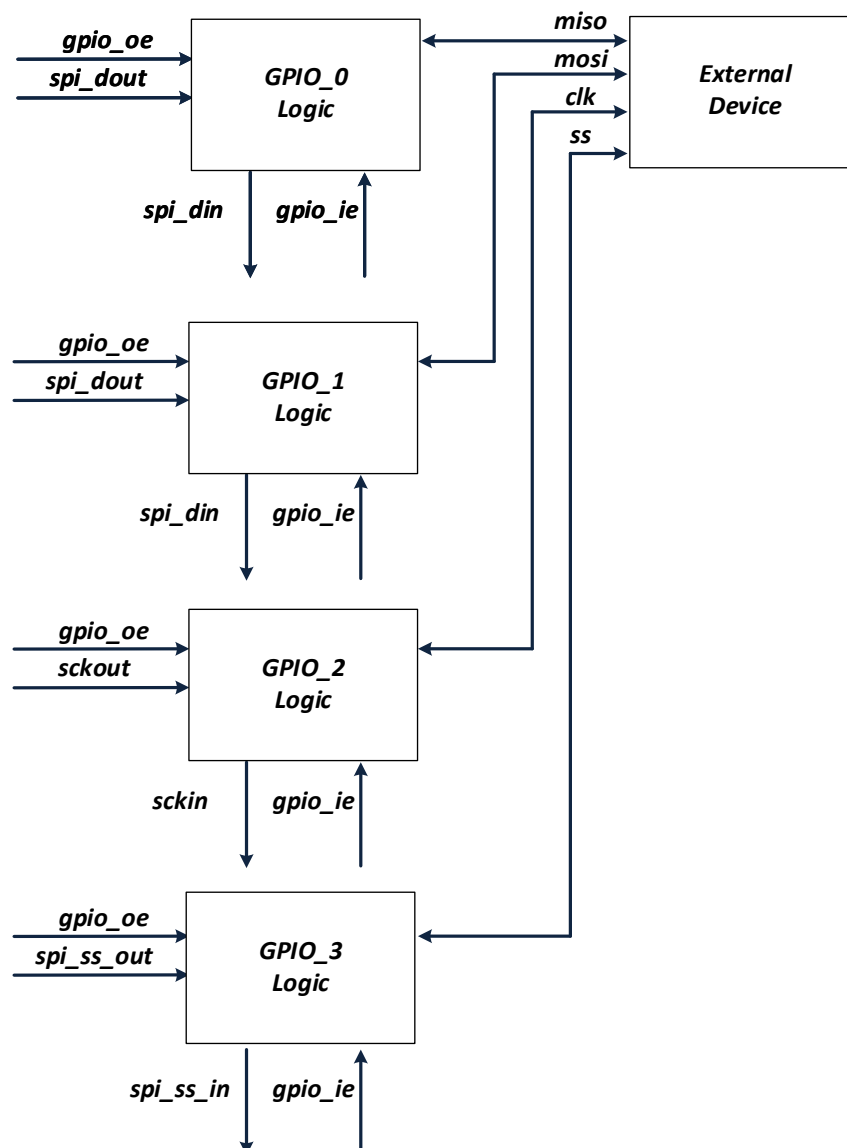 gpio_oe
spi_dout
GPIO_0
Logic
miso
mosi
clk
ss
External
Device
spi_din
gpio_ie
gpio_oe
spi_dout
GPIO_1
Logic
spi_din
gpio_ie
gpio_oe
sckout
GPIO_2
Logic
sckin
gpio_ie
gpio_oe
spi_ss_out
GPIO_3
Logic
spi_ss_in
gpio_ie